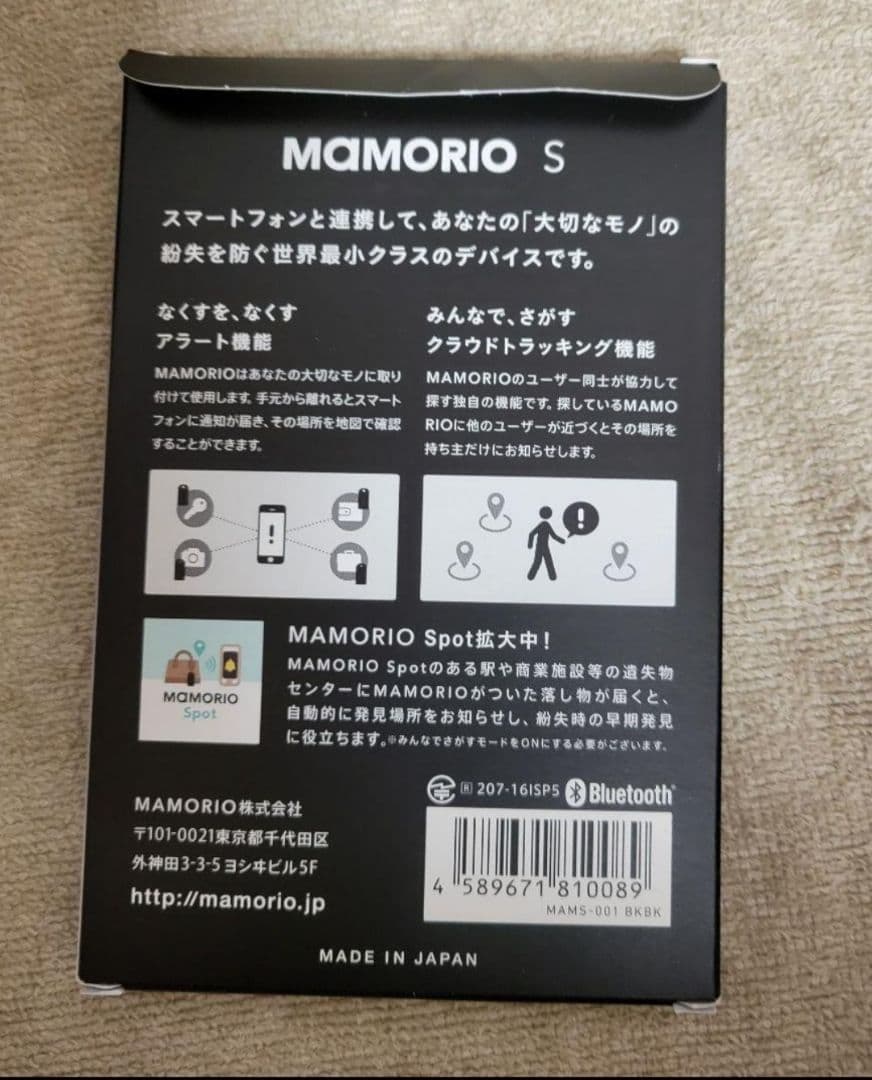 MAMORIO S
スマートフォンと連携して、あなたの「大切なモノ」の
紛失を防ぐ世界最小クラスのデバイスです。
なくすを、なくす
アラート機能
MAMORIOはあなたの大切なモノに取り
付けて使用します。手元から離れるとスマート
フォンに通知が届き、その場所を地図で確認
することができます。
みんなで、さがす
クラウドトラッキング機能
MAMORIOのユーザー同士が協力して
探す独自の機能です。探しているMAMO
RIOに他のユーザーが近づくとその場所を
持ち主だけにお知らせします。
!
!
MAMORIO
Spot
MAMORIO Spot拡大中!
MAMORIO Spotのある駅や商業施設等の遺失物
センターにMAMORIOがついた落し物が届くと、
自動的に発見場所をお知らせし、紛失時の早期発見
に役立ちます。※みんなでさがすモードをONにする必要がございます。
MAMORIO株式会社
〒101-0021東京都千代田区
外神田3-3-5ヨシヰビル5F
http://mamorio.jp
R 207-16ISP5 Bluetooth®
4 589671 810089
MAMS-001 BKBK
MADE IN JAPAN